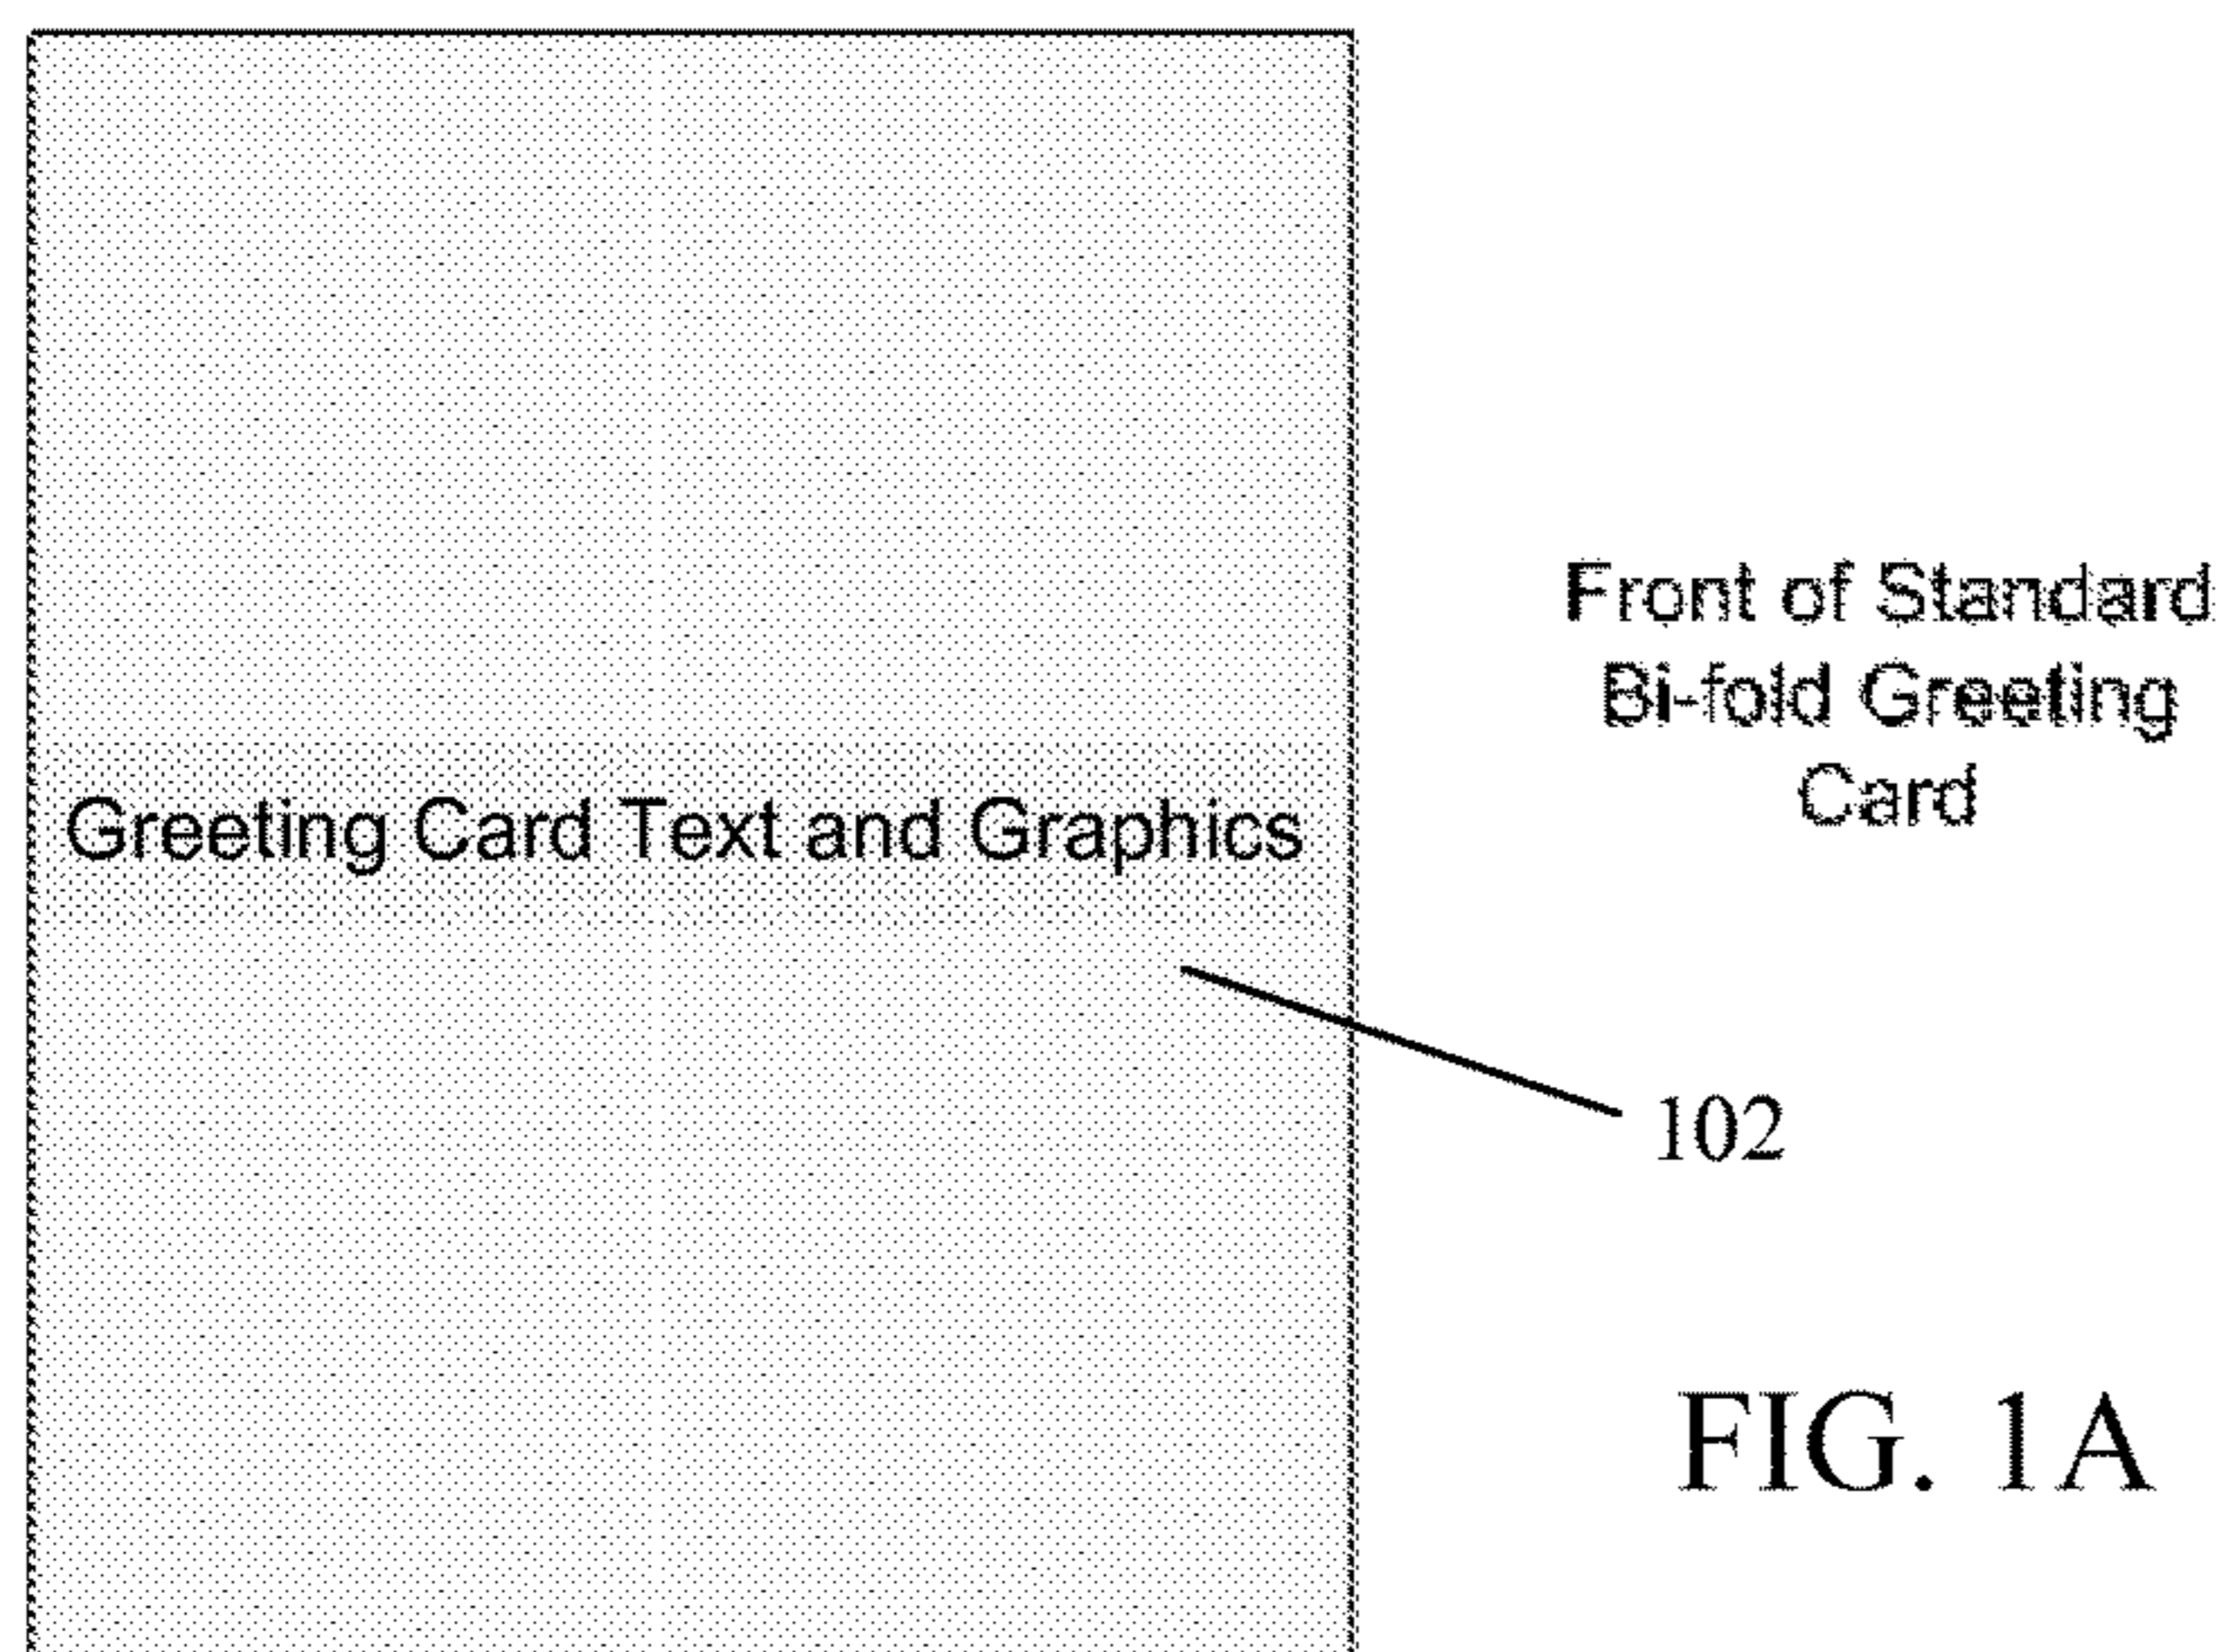 Front of Standard
Bi-fold Greeting
Card
Greeting Card Text and Graphics
102
FIG. 1A